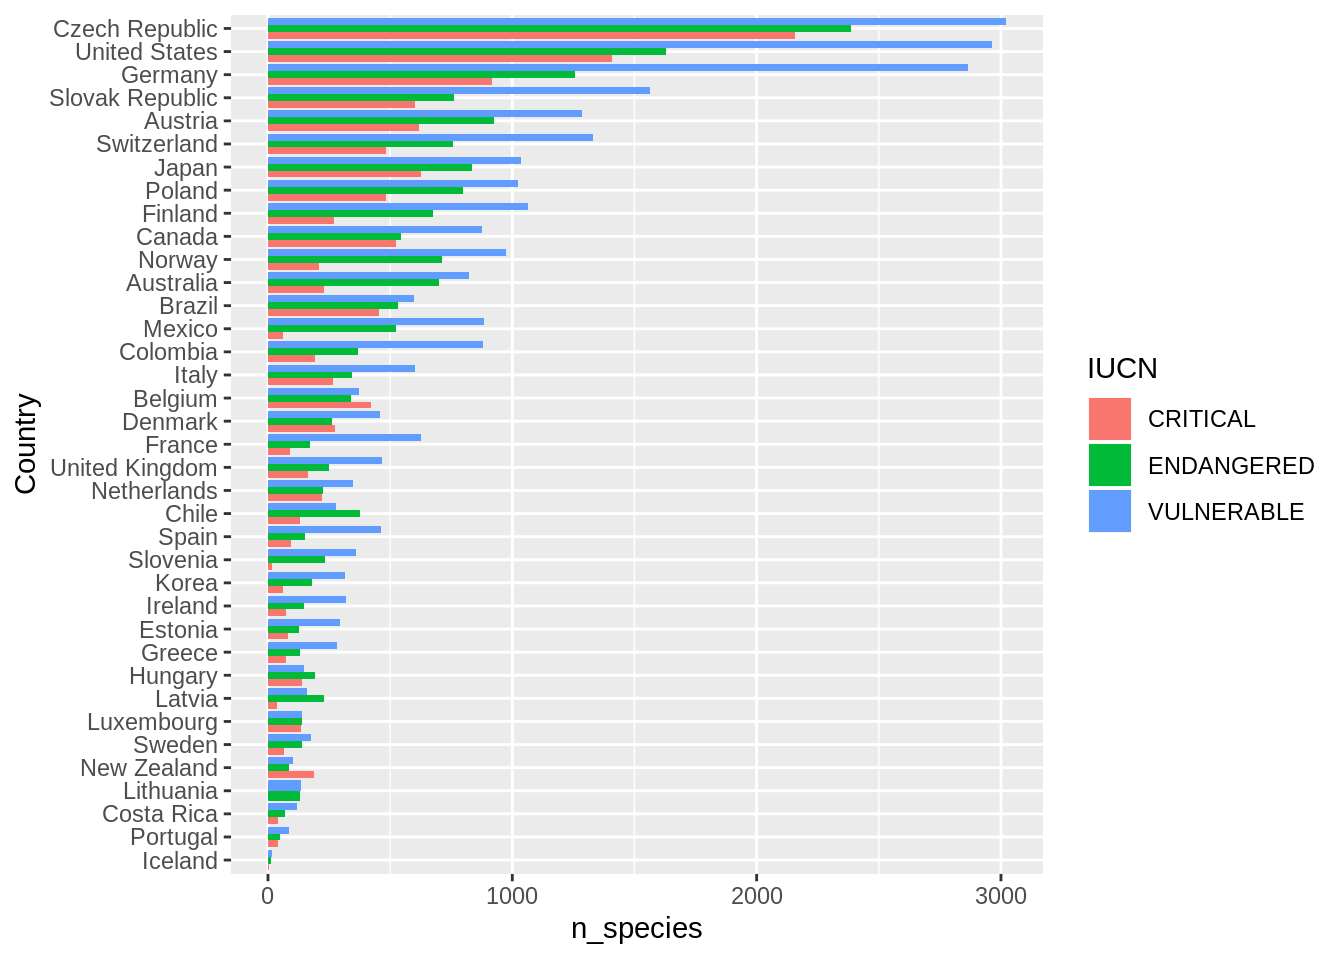 Czech Republic
United States
Germany
Slovak Republic
Austria
Switzerland
Japan
Poland
Finland
Canada
Norway
Australia
Brazil
Mexico
Colombia
Italy
Belgium
Denmark
France
United Kingdom
Netherlands
Chile
Spain
Slovenia
Korea
Ireland
Estonia
Greece
Hungary
Latvia
Luxembourg
Sweden
New Zealand
Lithuania
Costa Rica
Portugal
Iceland
Country
0 1000 2000 3000
n_species
IUCN
CRITICAL
ENDANGERED
VULNERABLE